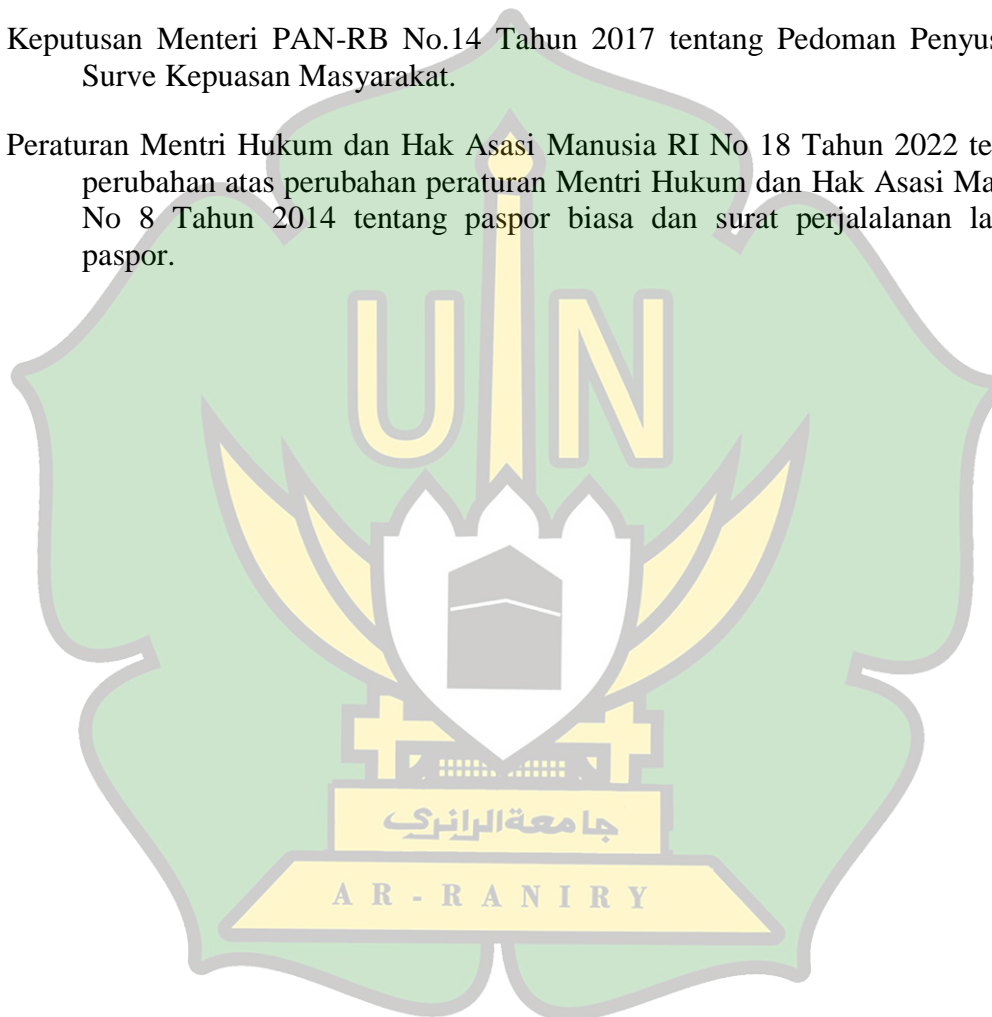 Keputusan Menteri PAN-RB No.14 Tahun 2017 tentang Pedoman Penyus
Surve Kepuasan Masyarakat.
Peraturan Mentri Hukum dan Hak Asasi Manusia RI No 18 Tahun 2022 te
perubahan atas perubahan peraturan Mentri Hukum dan Hak Asasi Ma
No 8 Tahun 2014 tentang paspor biasa dan surat perjalalanan la
paspor.
UIN
جامعةالرانري
AR-RANIRY